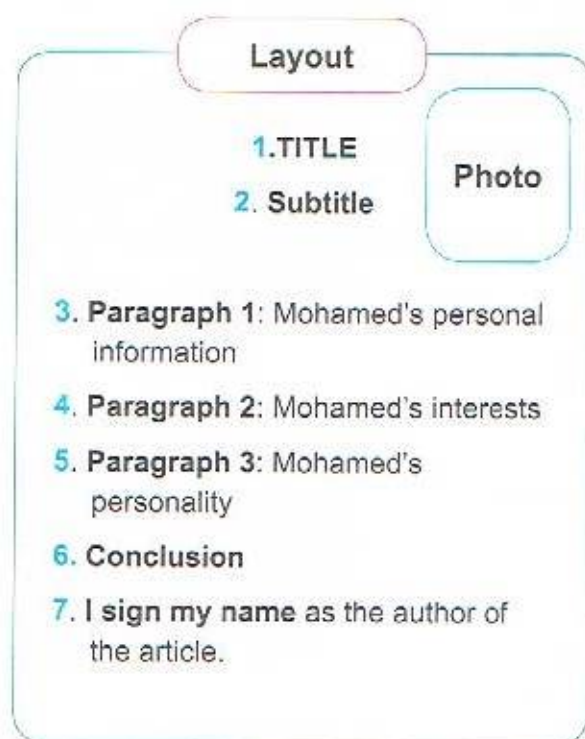 Layout
1.TITLE
2. Subtitle
Photo
3. Paragraph 1: Mohamed's personal
information
4. Paragraph 2: Mohamed's interests
5. Paragraph 3: Mohamed's
personality
6. Conclusion
7. I sign my name as the author of
the article.